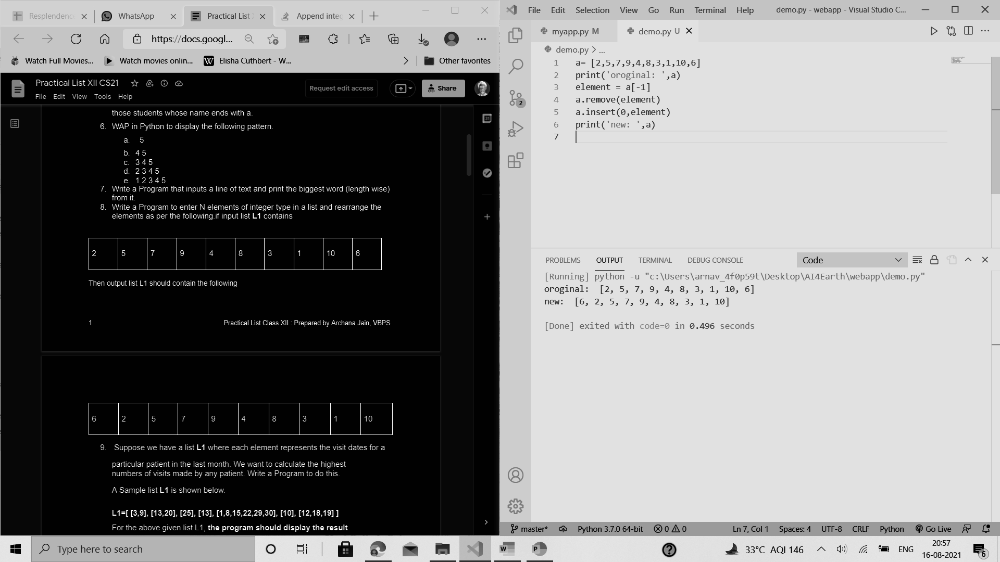 Resplendenc
WhatsApp
Practical List
Append integ
https://docs.googl...
Watch Full Movies...
Watch movies onlin...
W Elisha Cuthbert - W...
Other favorites
Practical List XII CS21
Request edit access
Share
File Edit View Tools Help
those students whose name ends with a.
6. WAP in Python to display the following pattern.
a. 5
b. 4 5
c. 3 4 5
d. 2 3 4 5
e. 1 2 3 4 5
7. Write a Program that inputs a line of text and print the biggest word (length wise)
from it.
8. Write a Program to enter N elements of integer type in a list and rearrange the
elements as per the following.if input list L1 contains
2 5 7 9 4 8 3 1 10 6
Then output list L1 should contain the following
1 Practical List Class XII : Prepared by Archana Jain, VBPS
6 2 5 7 9 4 8 3 1 10
9. Suppose we have a list L1 where each element represents the visit dates for a
particular patient in the last month. We want to calculate the highest
numbers of visits made by any patient. Write a Program to do this.
A Sample list L1 is shown below.
L1=[ [3,9], [13,20], [25], [13], [1,8,15,22,29,30], [10], [12,18,19] ]
For the above given list L1, the program should display the result
31
File Edit Selection View Go Run Terminal Help demo.py - webapp - Visual Studio C...
myapp.py M demo.py U
demo.py > ...
1 a= [2,5,7,9,4,8,3,1,10,6]
2 print('oroginal: ',a)
3 element = a[-1]
4 a.remove(element)
5 a.insert(0,element)
6 print('new: ',a)
7
2
PROBLEMS OUTPUT TERMINAL DEBUG CONSOLE Code
[Running] python -u "c:\Users\arnav_4f0p59t\Desktop\AI4Earth\webapp\demo.py"
oroginal:  [2, 5, 7, 9, 4, 8, 3, 1, 10, 6]
new:  [6, 2, 5, 7, 9, 4, 8, 3, 1, 10]
[Done] exited with code=0 in 0.496 seconds
master* Python 3.7.0 64-bit 0 0 Ln 7, Col 1 Spaces: 4 UTF-8 CRLF Python Go Live
Type here to search
W
P
33°C AQI 146
ENG
20:57
16-08-2021
6